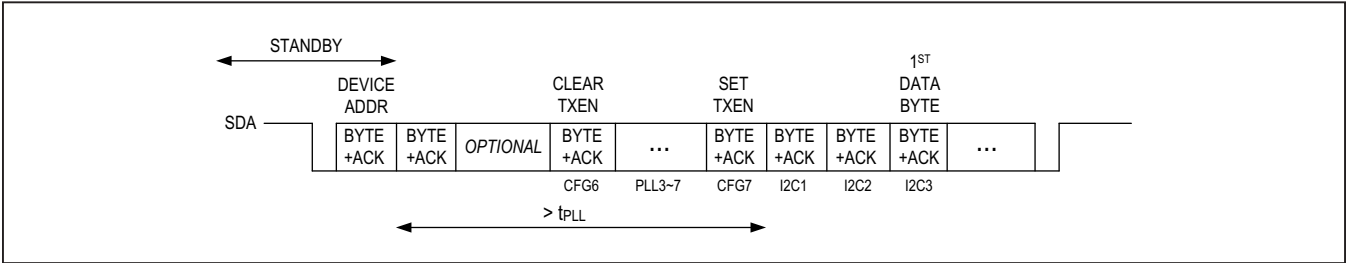 STANDBY
DEVICE ADDR
CLEAR TXEN
SET TXEN
1ST DATA BYTE
SDA
BYTE +ACK
BYTE +ACK
OPTIONAL
BYTE +ACK
...
BYTE +ACK
BYTE +ACK
BYTE +ACK
BYTE +ACK
...
CFG6
PLL3~7
CFG7
I2C1
I2C2
I2C3
> tPLL